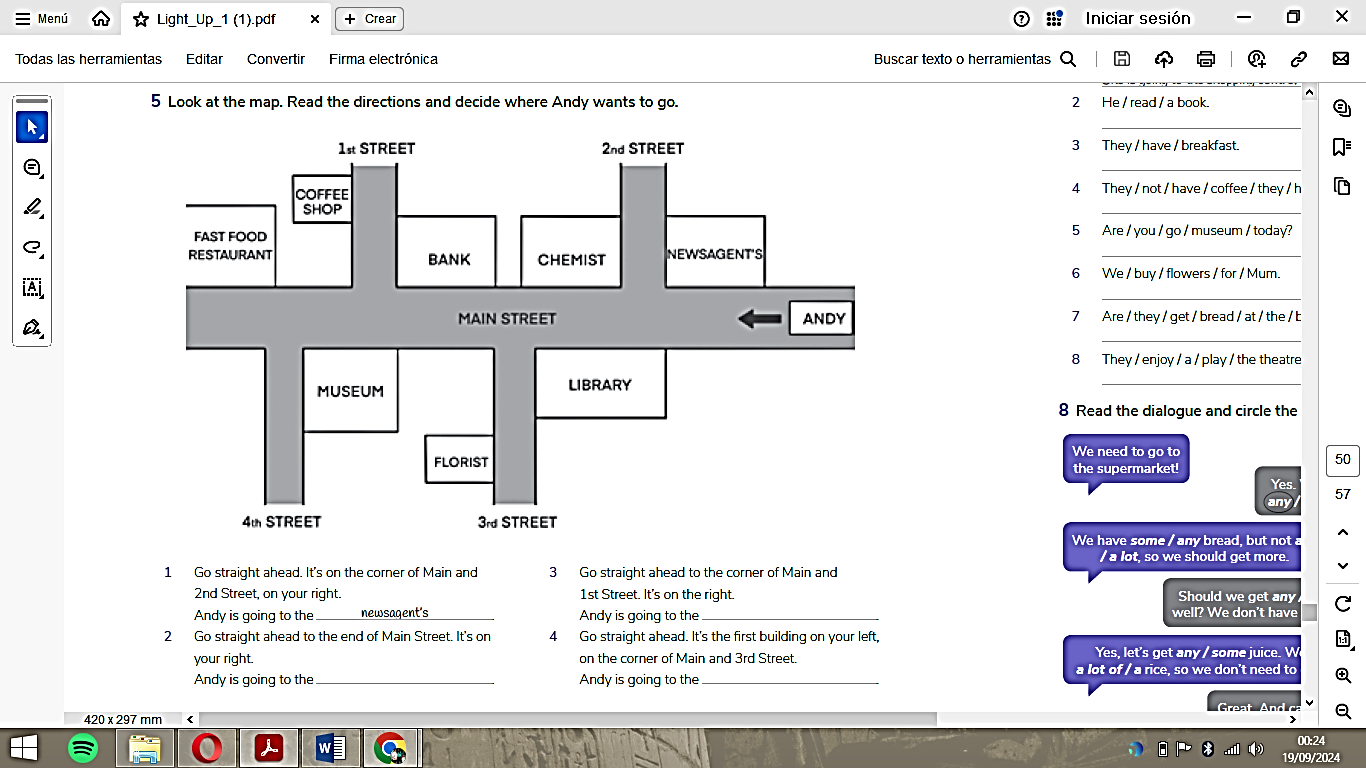 Menú
Light_Up_1 (1).pdf
Crear
Iniciar sesión
Todas las herramientas
Editar
Convertir
Firma electrónica
Buscar texto o herramientas
5 Look at the map. Read the directions and decide where Andy wants to go.
1st STREET
2nd STREET
COFFEE
SHOP
FAST FOOD
RESTAURANT
BANK
CHEMIST
NEWSAGENT'S
MAIN STREET
ANDY
MUSEUM
LIBRARY
FLORIST
4th STREET
3rd STREET
1 Go straight ahead. It's on the corner of Main and
2nd Street, on your right.
Andy is going to the newsagent's
2 Go straight ahead to the end of Main Street. It's on
your right.
Andy is going to the
3 Go straight ahead to the corner of Main and
1st Street. It's on the right.
Andy is going to the
4 Go straight ahead. It's the first building on your left,
on the corner of Main and 3rd Street.
Andy is going to the
2 He / read / a book.
3 They / have / breakfast.
4 They / not / have / coffee / they / h
5 Are / you / go / museum / today?
6 We / buy / flowers / for / Mum.
7 Are / they / get / bread / at / the / b
8 They / enjoy / a / play / the theatre
8 Read the dialogue and circle the
We need to go to
the supermarket!
Yes.
any /
We have some / any bread, but not a
/ a lot, so we should get more.
Should we get any /
well? We don't have
Yes, let's get any / some juice. We
a lot of / a rice, so we don't need to
Great. And ca
50
57
1:1
420 x 297 mm
00:24
19/09/2024